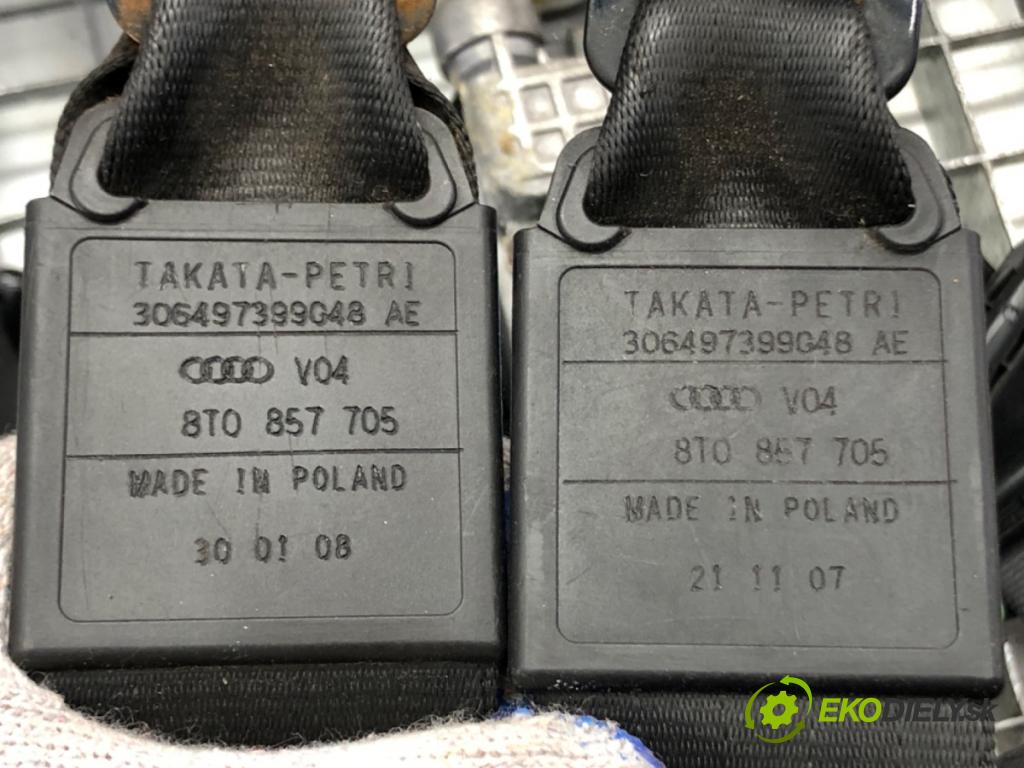 TAKATA-PETRI
306497399G48 AE
V04
8T0 857 705
MADE IN POLAND
30 01 08
TAKATA-PETRI
306497399G48 AE
V04
8T0 857 705
MADE IN POLAND
21 11 07
EKODIELY.SK